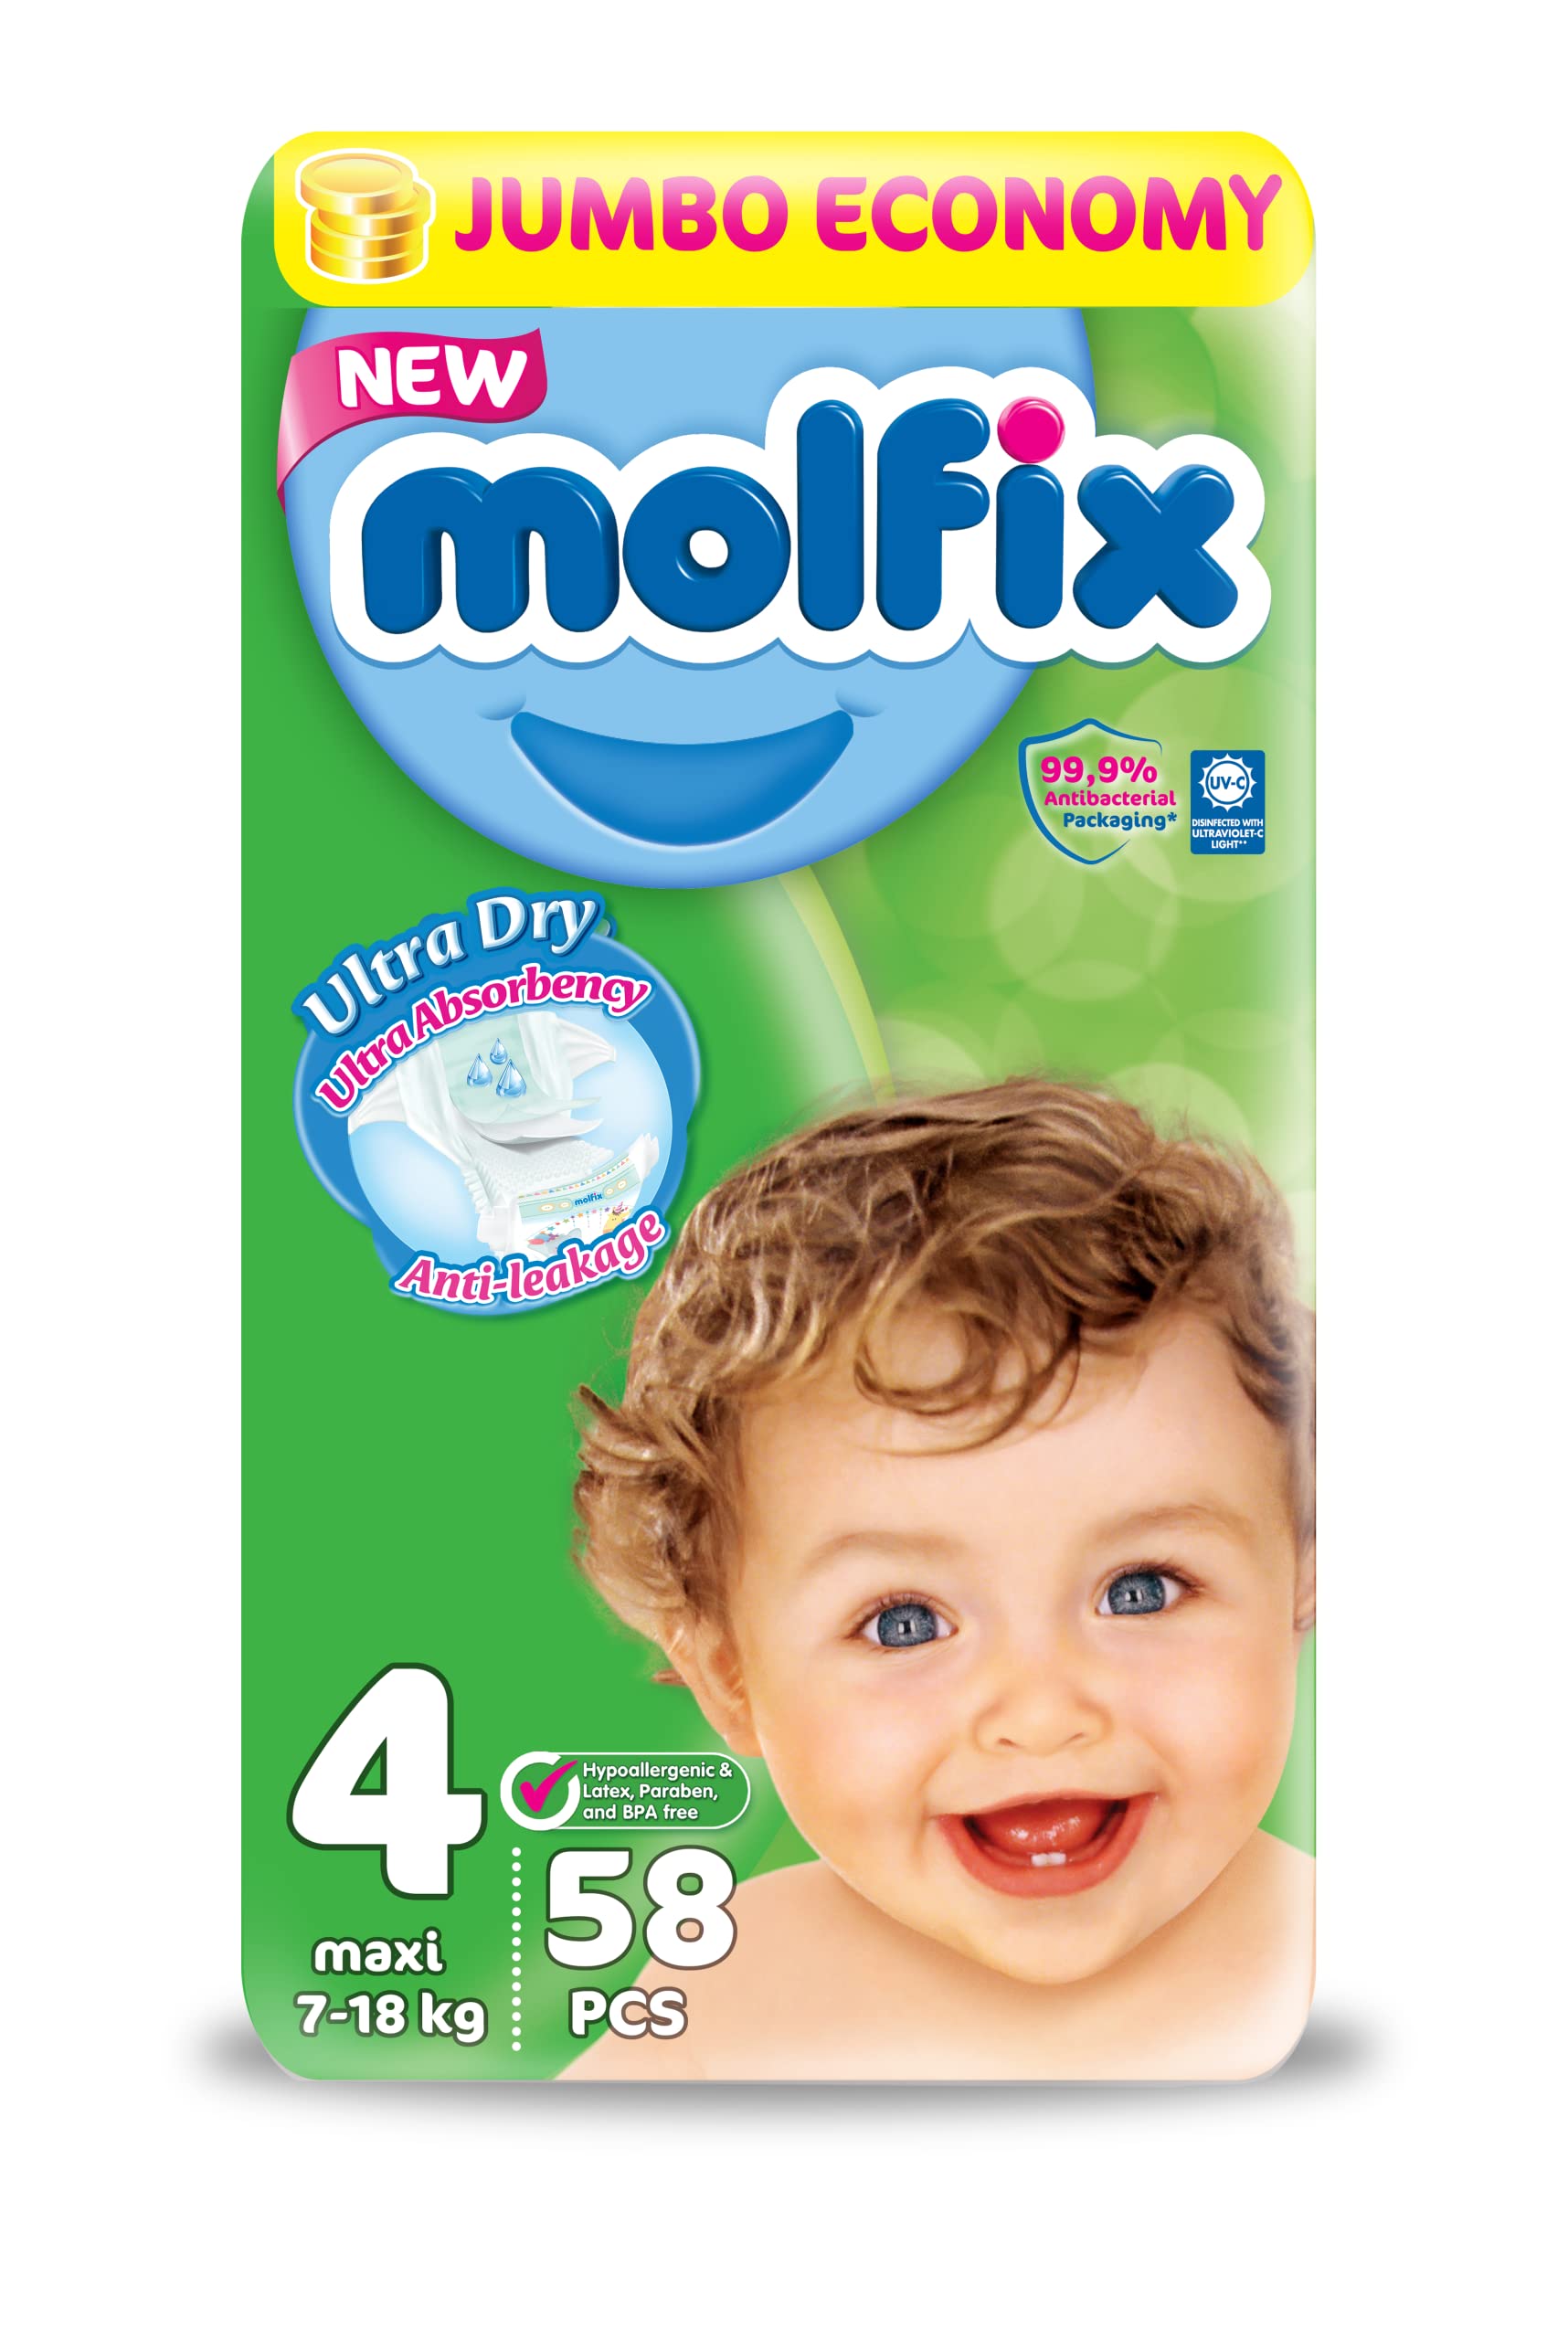 JUMBO ECONOMY
NEW
molfix
99,9%
Antibacterial
Packaging*
UV-C
DISINFECTED WITH
ULTRAVIOLET-C
LIGHT**
Ultra Dry
Ultra Absorbency
molfix
Anti-leakage
4
maxi
7-18 kg
Hypoallergenic &
Latex, Paraben,
and BPA free
58
PCS